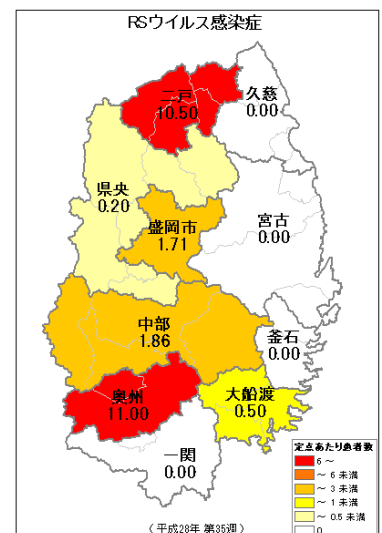 RSウイルス感染症
二戸
10.50
久慈
0.00
県央
0.20
盛岡市
1.71
宮古
0.00
中部
1.86
釜石
0.00
奥州
11.00
大船渡
0.50
一関
0.00
定点あたり患者数
6 ～
～ 6 未満
～ 3 未満
～ 1 未満
～ 0.5 未満
0
(平成28年 第35週)